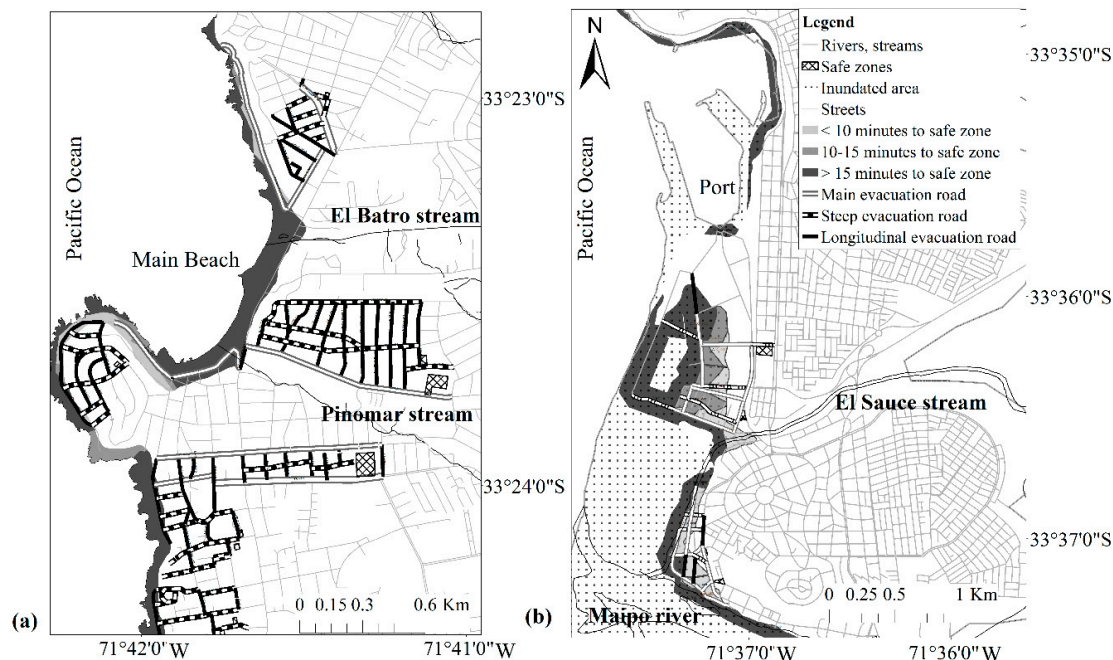 Pacific Ocean
Main Beach
El Batro stream
Pinomar stream
33°23'0"S
33°24'0"S
0 0.15 0.3 0.6 Km
(a)
71°42'0"W
71°41'0"W
N
Pacific Ocean
Port
Legend
Rivers, streams
Safe zones
Inundated area
Streets
< 10 minutes to safe zone
10-15 minutes to safe zone
> 15 minutes to safe zone
Main evacuation road
Steep evacuation road
Longitudinal evacuation road
33°35'0"S
33°36'0"S
33°37'0"S
El Sauce stream
Maipo river
0 0.25 0.5 1 Km
(b)
71°37'0"W
71°36'0"W